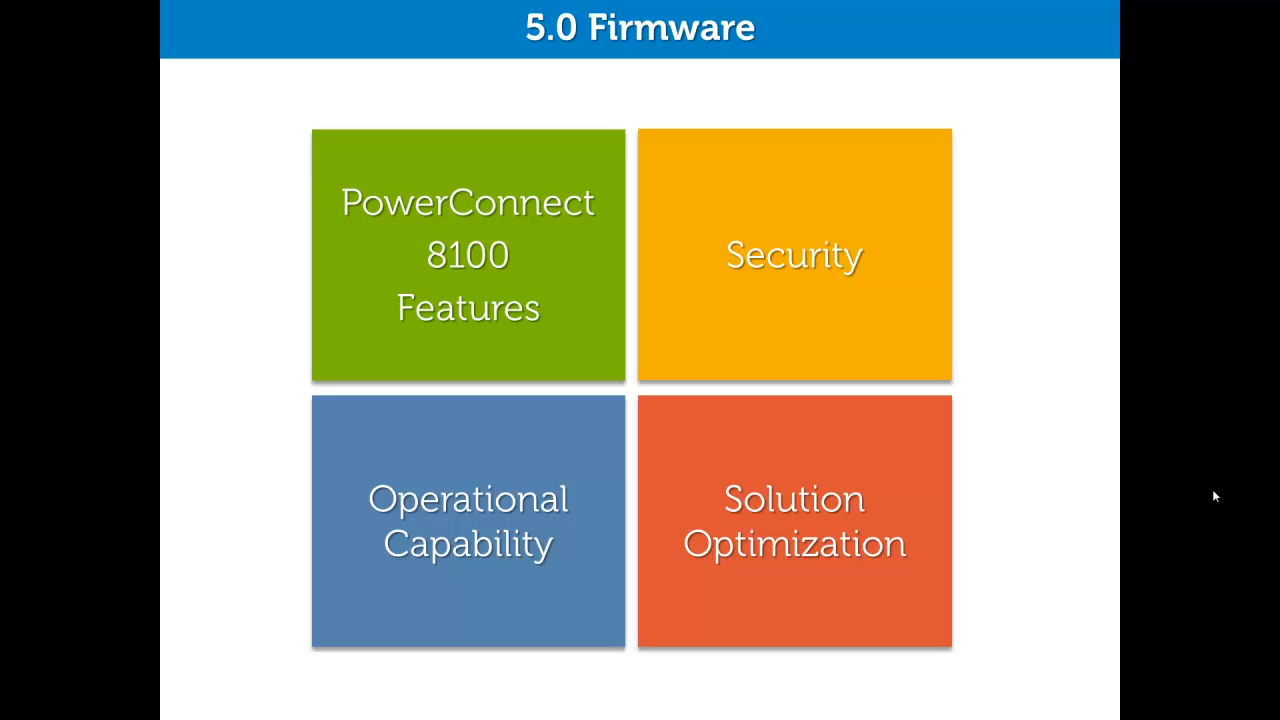 5.0 Firmware
PowerConnect
8100
Features
Security
Operational
Capability
Solution
Optimization